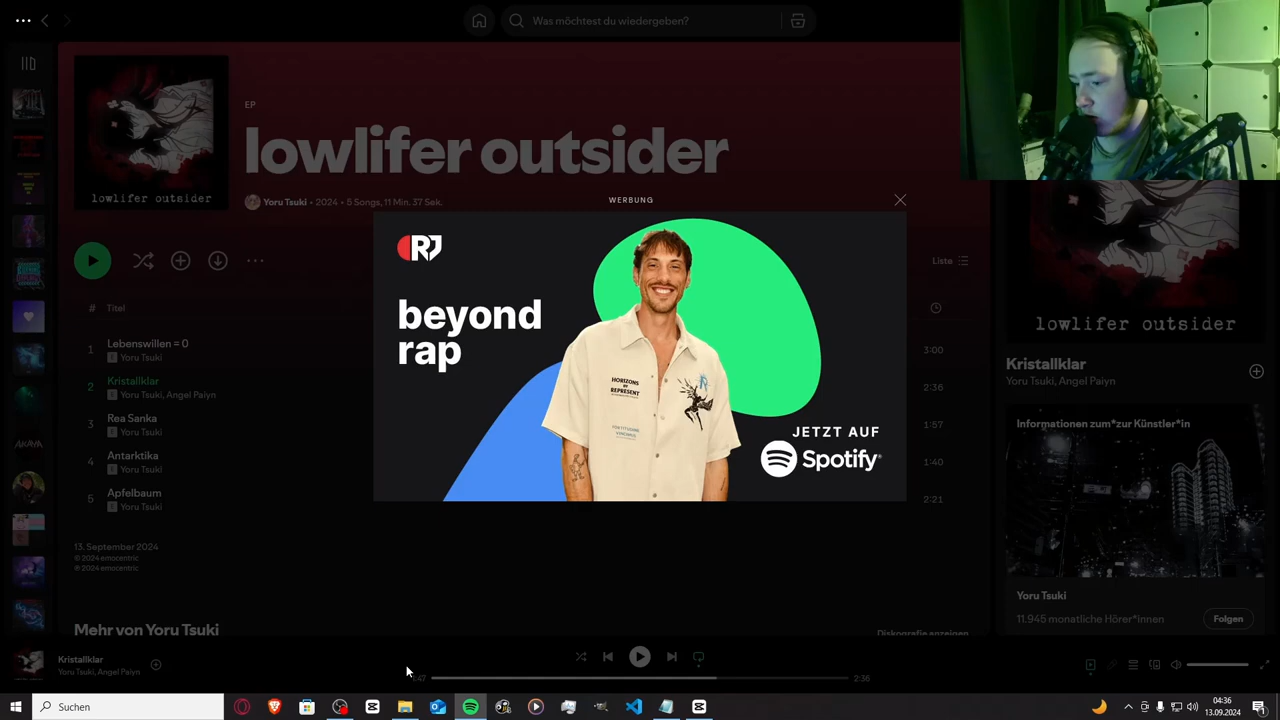 Was möchtest du wiedergeben?
EP
lowlifer outsider
Yoru Tsuki • 2024 • 5 Songs, 11 Min. 37 Sek.
lowlifer outsider
WERBUNG
RJ
beyond
rap
HORIZONS
REPRESENT
JETZT AUF
Spotify
Liste
# Titel
1 Lebenswillen = 0 3:00
E Yoru Tsuki
2 Kristallklar 2:36
E Yoru Tsuki, Angel Paiyn
3 Rea Sanka 1:57
E Yoru Tsuki
4 Antarktika 1:40
E Yoru Tsuki
5 Apfelbaum 2:21
E Yoru Tsuki
13. September 2024
© 2024 emocentric
℗ 2024 emocentric
Mehr von Yoru Tsuki
Diskografie anzeigen
AKAYA
lowlifer outsider
Kristallklar
Yoru Tsuki, Angel Paiyn
Informationen zum*zur Künstler*in
Yoru Tsuki
11.945 monatliche Hörer*innen
Folgen
Kristallklar
Yoru Tsuki, Angel Paiyn
:47
2:36
Suchen
04:36
13.09.2024